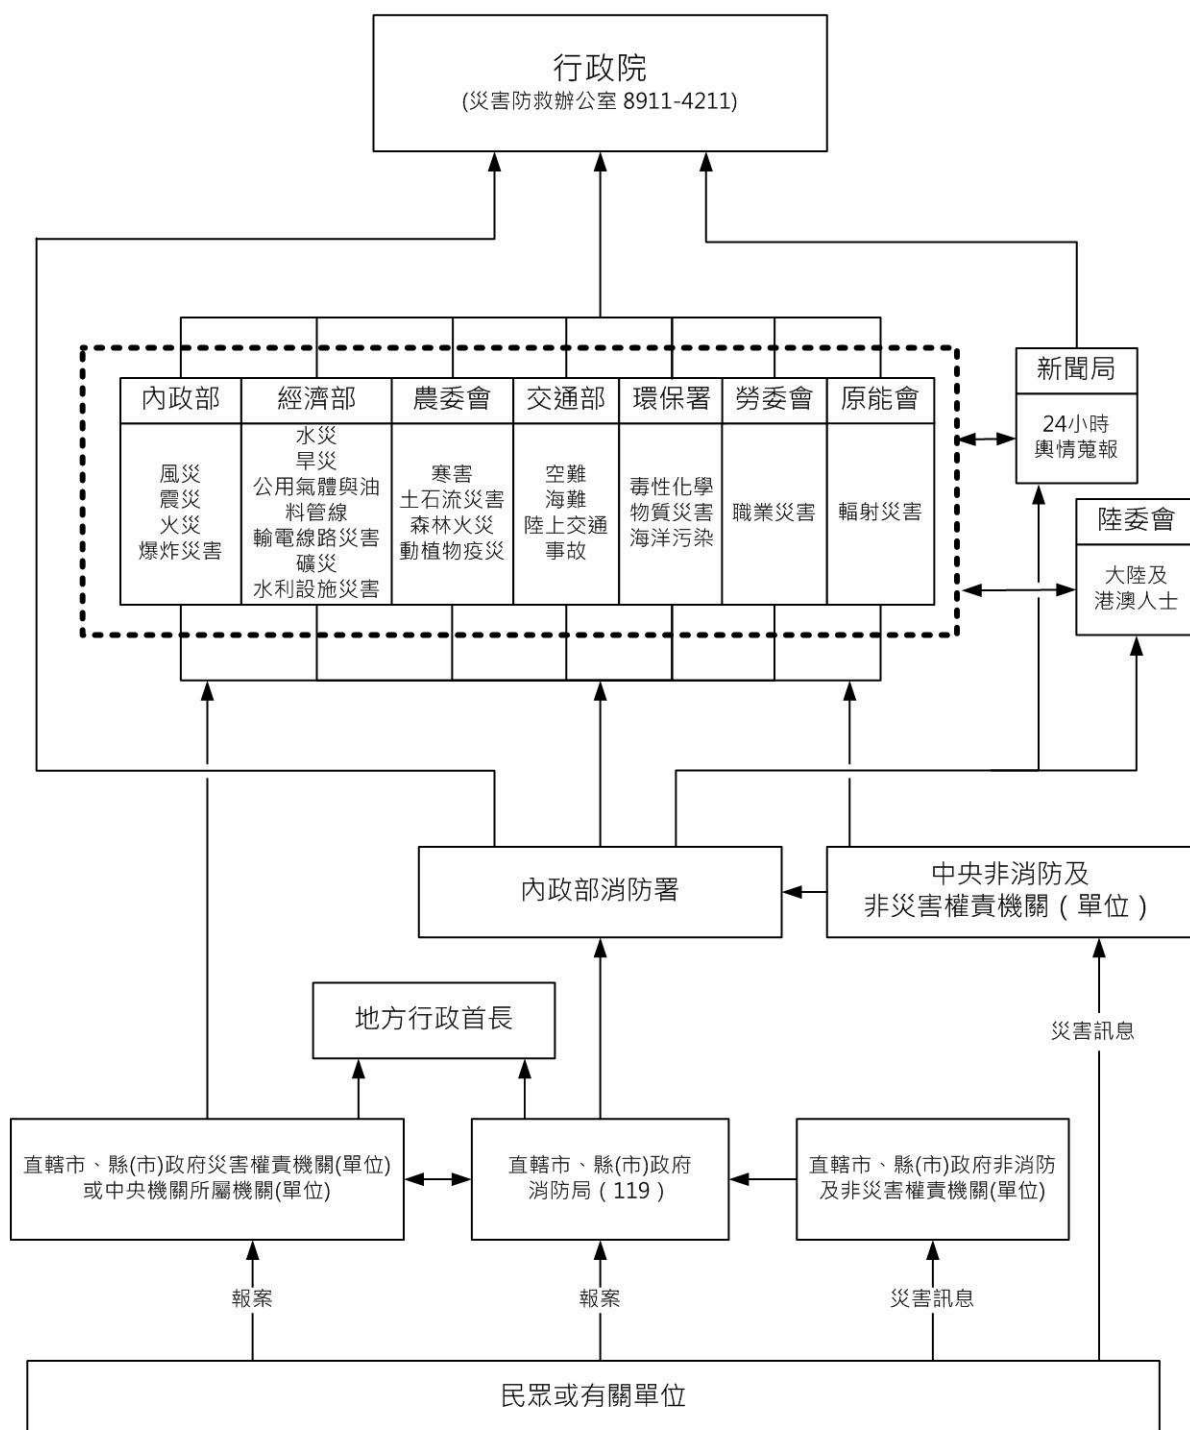 行政院
(災害防救辦公室 8911-4211)
內政部
風災
震災
火災
爆炸災害
經濟部
水災
旱災
公用氣體與油
料管線
輸電線路災害
礦災
水利設施災害
農委會
寒害
土石流災害
森林火災
動植物疫災
交通部
空難
海難
陸上交通
事故
環保署
毒性化學
物質災害
海洋污染
勞委會
職業災害
原能會
輻射災害
新聞局
24小時
輿情蒐報
陸委會
大陸及
港澳人士
內政部消防署
中央非消防及
非災害權責機關（單位）
地方行政首長
災害訊息
直轄市、縣(市)政府災害權責機關(單位)
或中央機關所屬機關(單位)
直轄市、縣(市)政府
消防局（119）
直轄市、縣(市)政府非消防
及非災害權責機關(單位)
報案
報案
災害訊息
民眾或有關單位